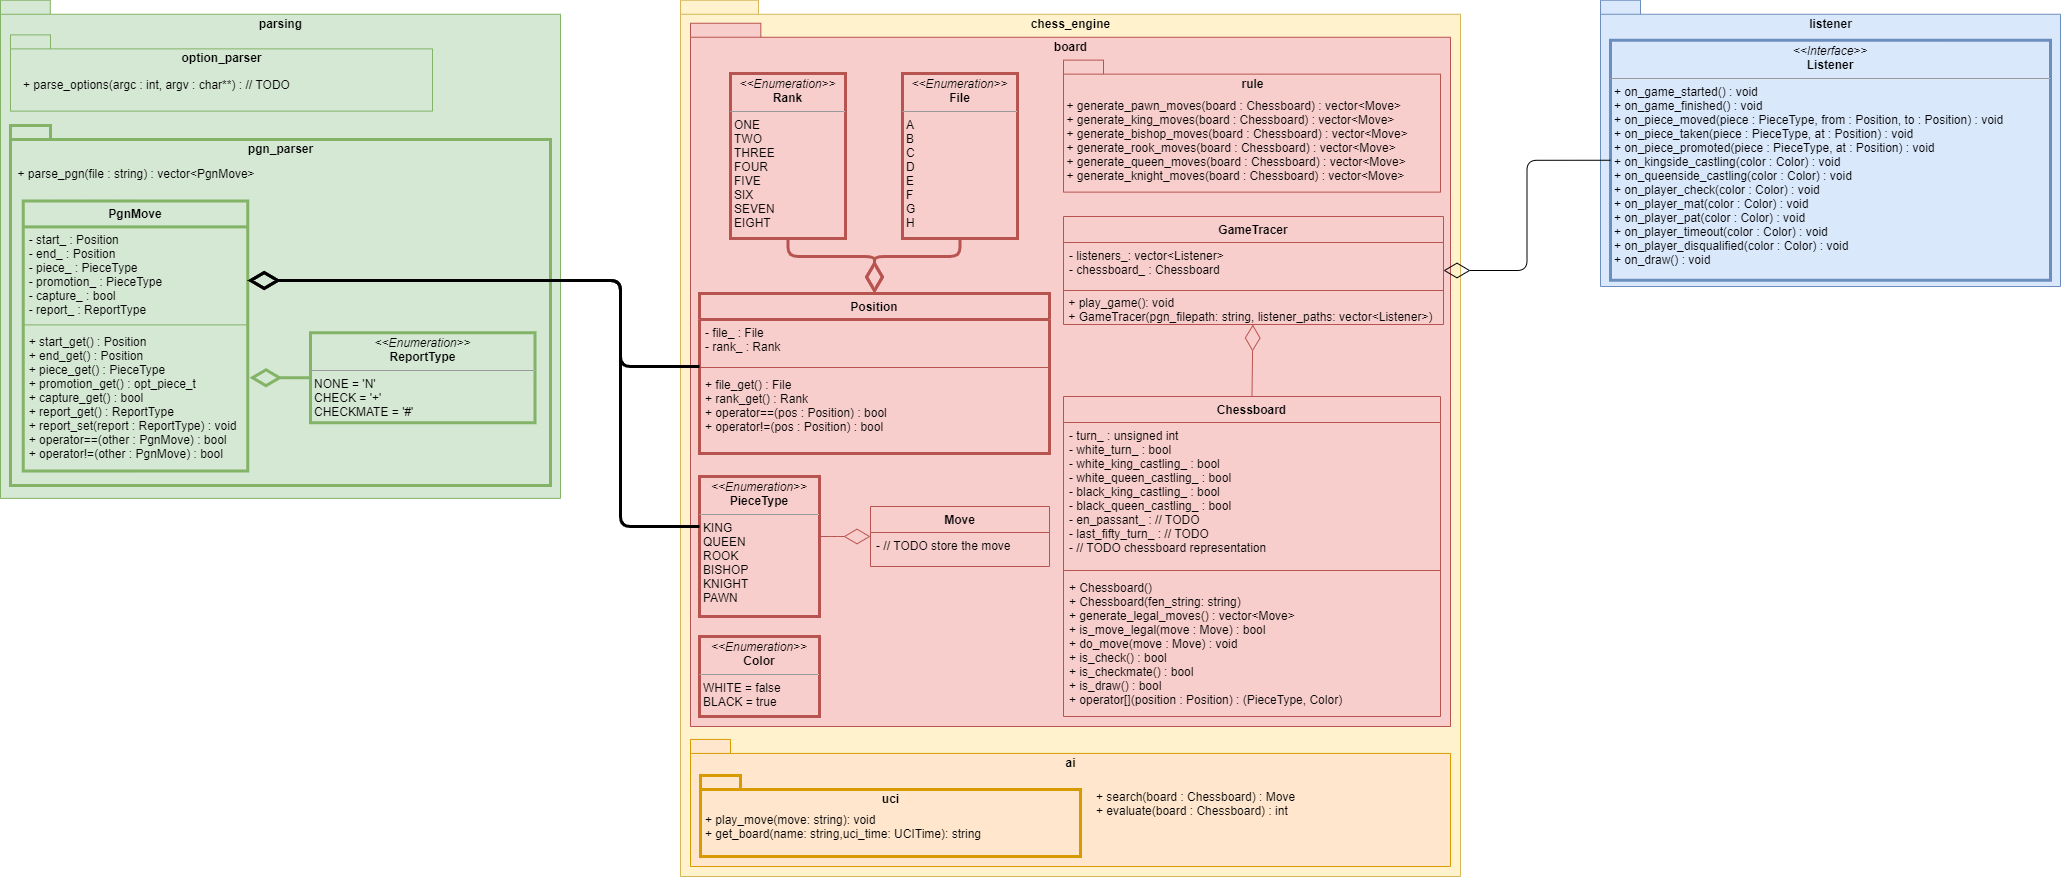 parsing
option_parser
+ parse_options(argc : int, argv : char**) : // TODO
pgn_parser
+ parse_pgn(file : string) : vector<PgnMove>
PgnMove
- start_ : Position
- end_ : Position
- piece_ : PieceType
- promotion_ : PieceType
- capture_ : bool
- report_ : ReportType
+ start_get() : Position
+ end_get() : Position
+ piece_get() : PieceType
+ promotion_get() : opt_piece_t
+ capture_get() : bool
+ report_get() : ReportType
+ report_set(report : ReportType) : void
+ operator==(other : PgnMove) : bool
+ operator!=(other : PgnMove) : bool
<<Enumeration>>
ReportType
NONE = 'N'
CHECK = '+'
CHECKMATE = '#'
chess_engine
board
<<Enumeration>>
Rank
ONE
TWO
THREE
FOUR
FIVE
SIX
SEVEN
EIGHT
<<Enumeration>>
File
A
B
C
D
E
F
G
H
Position
- file_ : File
- rank_ : Rank
+ file_get() : File
+ rank_get() : Rank
+ operator==(pos : Position) : bool
+ operator!=(pos : Position) : bool
<<Enumeration>>
PieceType
KING
QUEEN
ROOK
BISHOP
KNIGHT
PAWN
Move
- // TODO store the move
<<Enumeration>>
Color
WHITE = false
BLACK = true
rule
+ generate_pawn_moves(board : Chessboard) : vector<Move>
+ generate_king_moves(board : Chessboard) : vector<Move>
+ generate_bishop_moves(board : Chessboard) : vector<Move>
+ generate_rook_moves(board : Chessboard) : vector<Move>
+ generate_queen_moves(board : Chessboard) : vector<Move>
+ generate_knight_moves(board : Chessboard) : vector<Move>
GameTracer
- listeners_: vector<Listener>
- chessboard_ : Chessboard
+ play_game(): void
+ GameTracer(pgn_filepath: string, listener_paths: vector<Listener>)
Chessboard
- turn_ : unsigned int
- white_turn_ : bool
- white_king_castling_ : bool
- white_queen_castling_ : bool
- black_king_castling_ : bool
- black_queen_castling_ : bool
- en_passant_ : // TODO
- last_fifty_turn_ : // TODO
- // TODO chessboard representation
+ Chessboard()
+ Chessboard(fen_string: string)
+ generate_legal_moves() : vector<Move>
+ is_move_legal(move : Move) : bool
+ do_move(move : Move) : void
+ is_check() : bool
+ is_checkmate() : bool
+ is_draw() : bool
+ operator[](position : Position) : (PieceType, Color)
ai
uci
+ play_move(move: string): void
+ get_board(name: string,uci_time: UCITime): string
+ search(board : Chessboard) : Move
+ evaluate(board : Chessboard) : int
listener
<<Interface>>
Listener
+ on_game_started() : void
+ on_game_finished() : void
+ on_piece_moved(piece : PieceType, from : Position, to : Position) : void
+ on_piece_taken(piece : PieceType, at : Position) : void
+ on_piece_promoted(piece : PieceType, at : Position) : void
+ on_kingside_castling(color : Color) : void
+ on_queenside_castling(color : Color) : void
+ on_player_check(color : Color) : void
+ on_player_mat(color : Color) : void
+ on_player_pat(color : Color) : void
+ on_player_timeout(color : Color) : void
+ on_player_disqualified(color : Color) : void
+ on_draw() : void